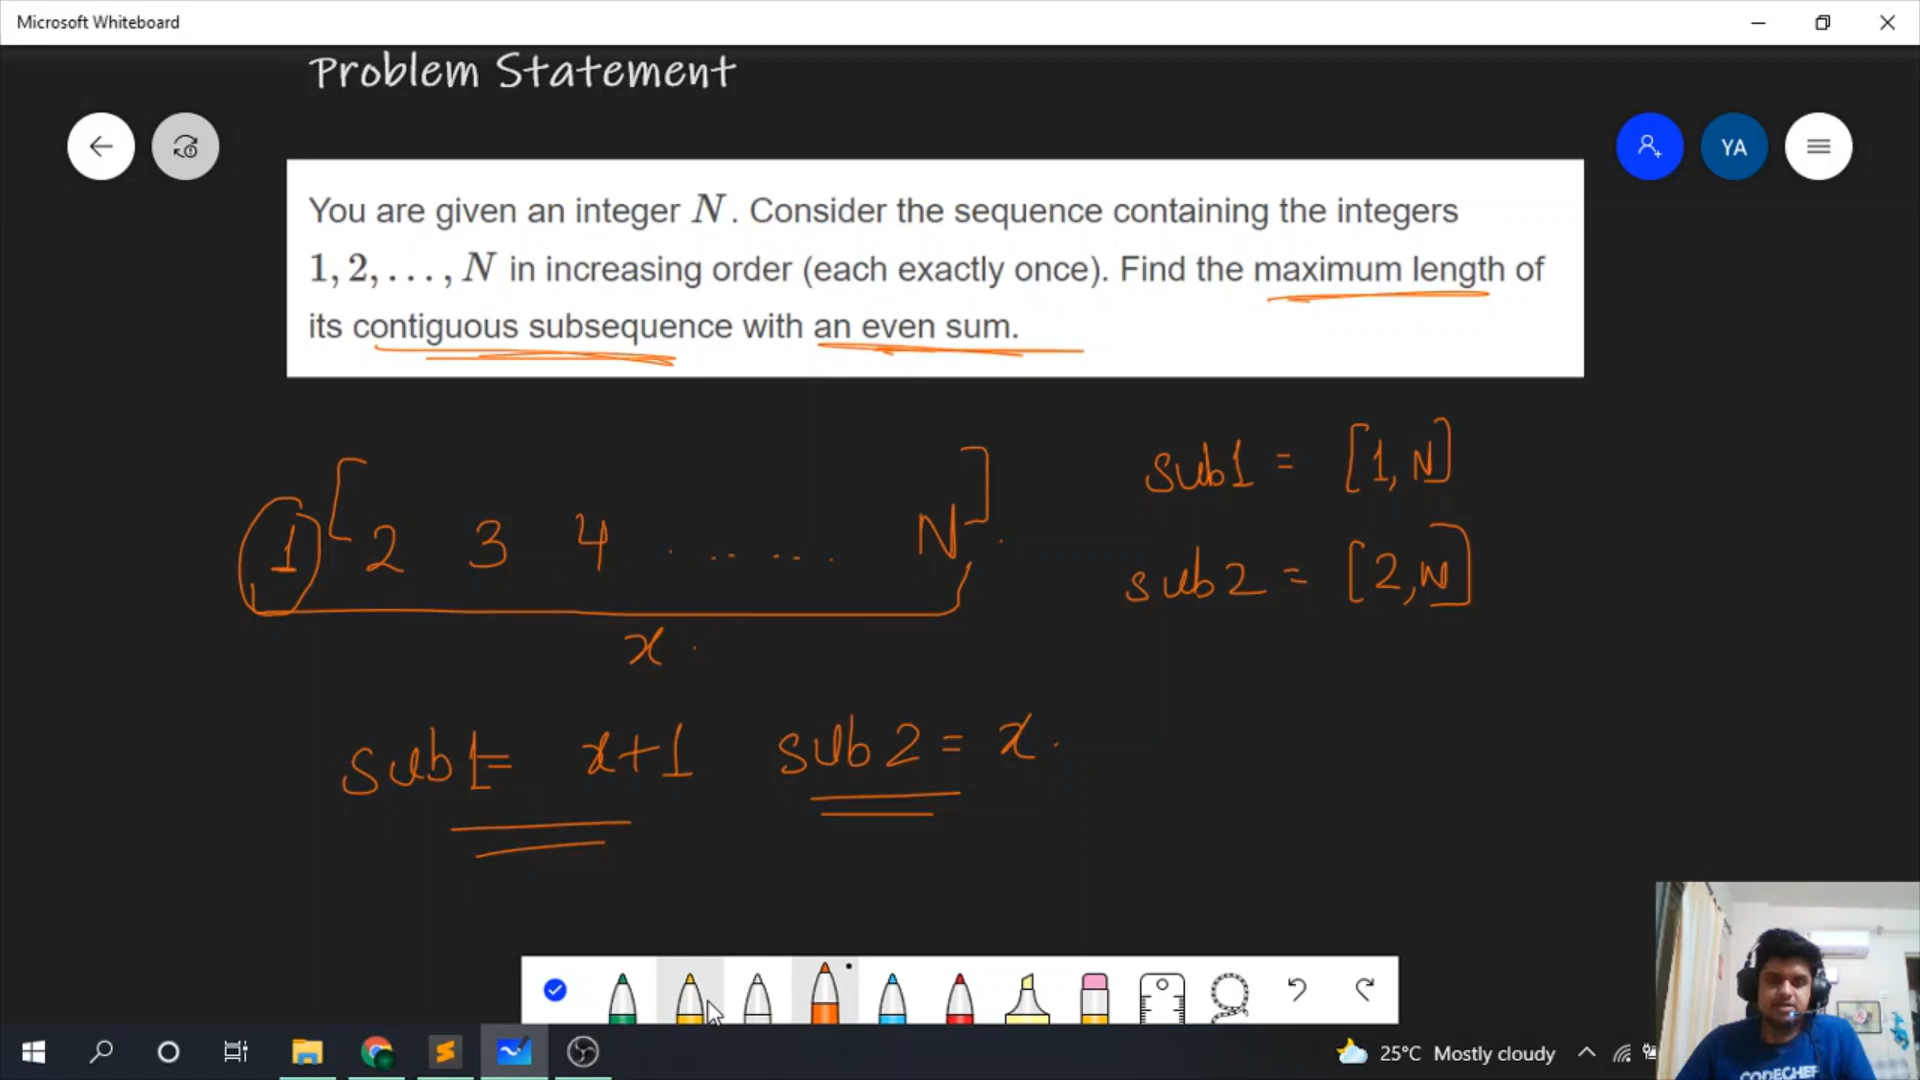 Microsoft Whiteboard
Problem Statement
YA
You are given an integer N. Consider the sequence containing the integers
1, 2, . . . , N in increasing order (each exactly once). Find the maximum length of
its contiguous subsequence with an even sum.
sub1 = [1, N]
1 [2 3 4 ....... N]
sub2 = [2, N]
x
sub1 = x+1 sub2 = x
25°C Mostly cloudy
CODECHEF